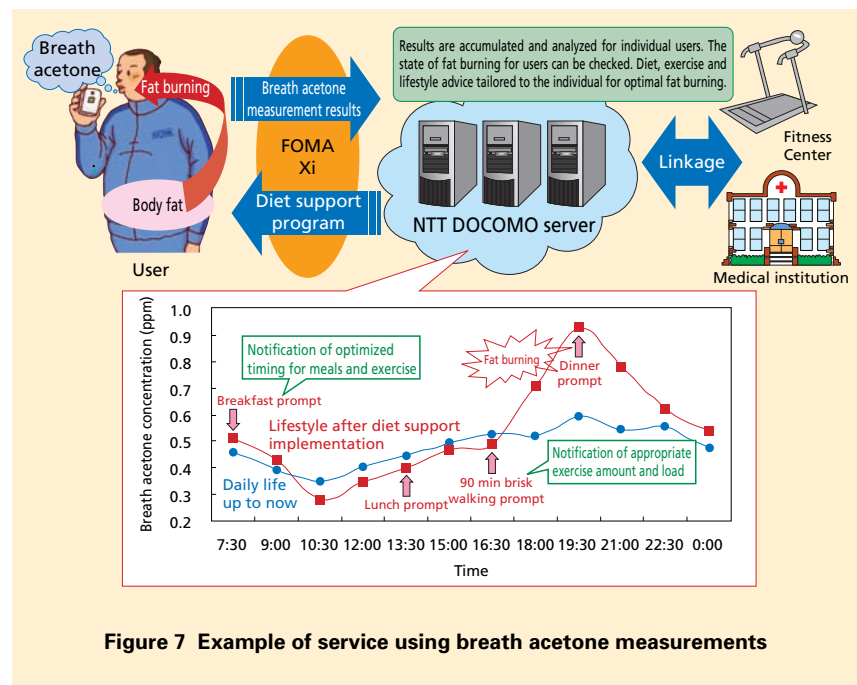 Breath
acetone
Fat burning
Body fat
User
Breath acetone
measurement results
FOMA
Xi
Diet support
program
Results are accumulated and analyzed for individual users. The
state of fat burning for users can be checked. Diet, exercise and
lifestyle advice tailored to the individual for optimal fat burning.
NTT DOCOMO server
Linkage
Fitness
Center
Medical institution
Breath acetone concentration (ppm)
1.0
0.9
0.8
0.7
0.6
0.5
0.4
0.3
0.2
Notification of optimized
timing for meals and exercise
Breakfast prompt
Lifestyle after diet support
implementation
Daily life
up to now
Lunch prompt
Fat burning
Dinner
prompt
90 min brisk
walking prompt
Notification of appropriate
exercise amount and load
7:30 9:00 10:30 12:00 13:30 15:00 16:30 18:00 19:30 21:00 22:30 0:00
Time
Figure 7 Example of service using breath acetone measurements